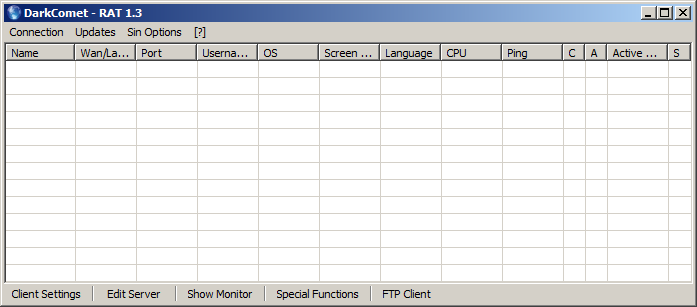 DarkComet - RAT 1.3
Connection Updates Sin Options [?]
Name Wan/La... Port Userna... OS Screen ... Language CPU Ping C A Active ... S
Client Settings Edit Server Show Monitor Special Functions FTP Client